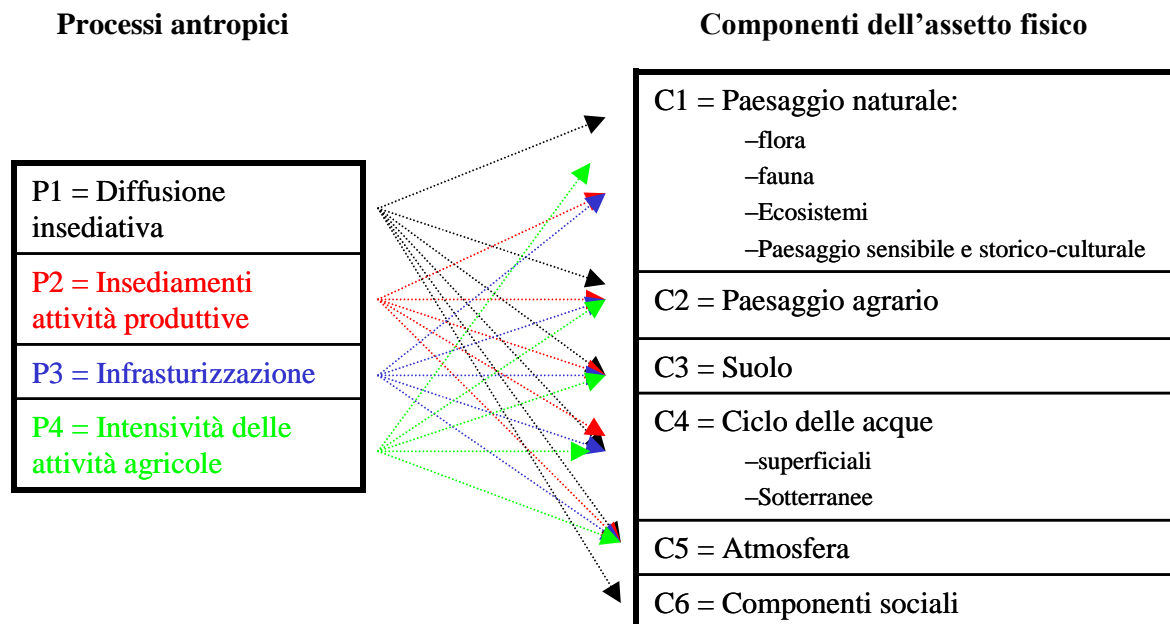 Processi antropici
Componenti dell'assetto fisico
P1 = Diffusione
insediativa
P2 = Insediamenti
attività produttive
P3 = Infrasturizzazione
P4 = Intensività delle
attività agricole
C1 = Paesaggio naturale:
–flora
–fauna
–Ecosistemi
–Paesaggio sensibile e storico-culturale
C2 = Paesaggio agrario
C3 = Suolo
C4 = Ciclo delle acque
–superficiali
–Sotterranee
C5 = Atmosfera
C6 = Componenti sociali